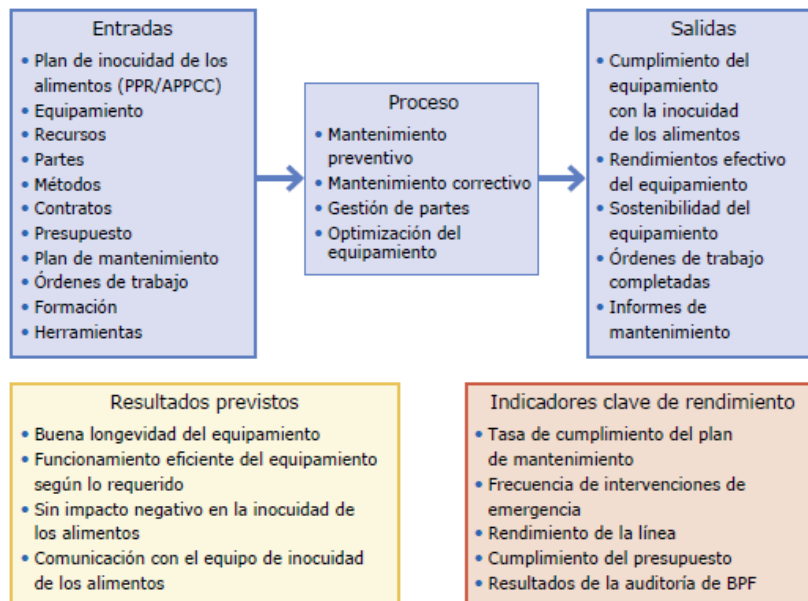 Entradas
• Plan de inocuidad de los
alimentos (PPR/APPCC)
• Equipamiento
• Recursos
• Partes
• Métodos
• Contratos
• Presupuesto
• Plan de mantenimiento
• Órdenes de trabajo
• Formación
• Herramientas
Proceso
• Mantenimiento
preventivo
• Mantenimiento correctivo
• Gestión de partes
• Optimización del
equipamiento
Salidas
• Cumplimiento del
equipamiento
con la inocuidad
de los alimentos
• Rendimientos efectivo
del equipamiento
• Sostenibilidad del
equipamiento
• Órdenes de trabajo
completadas
• Informes de
mantenimiento
Resultados previstos
• Buena longevidad del equipamiento
• Funcionamiento eficiente del equipamiento
según lo requerido
• Sin impacto negativo en la inocuidad de
los alimentos
• Comunicación con el equipo de inocuidad
de los alimentos
Indicadores clave de rendimiento
• Tasa de cumplimiento del plan
de mantenimiento
• Frecuencia de intervenciones de
emergencia
• Rendimiento de la línea
• Cumplimiento del presupuesto
• Resultados de la auditoría de BPF